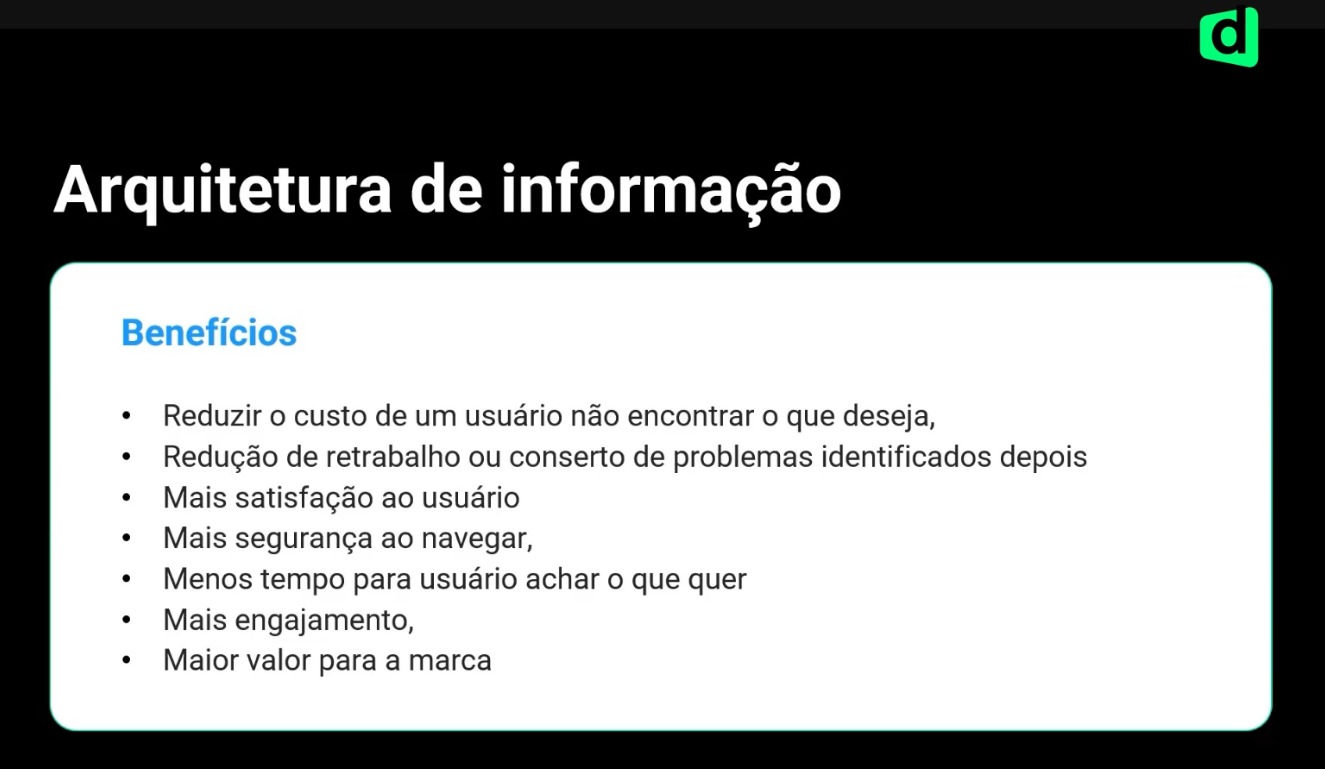 d
Arquitetura de informação
Benefícios
• Reduzir o custo de um usuário não encontrar o que deseja,
• Redução de retrabalho ou conserto de problemas identificados depois
• Mais satisfação ao usuário
• Mais segurança ao navegar,
• Menos tempo para usuário achar o que quer
• Mais engajamento,
• Maior valor para a marca